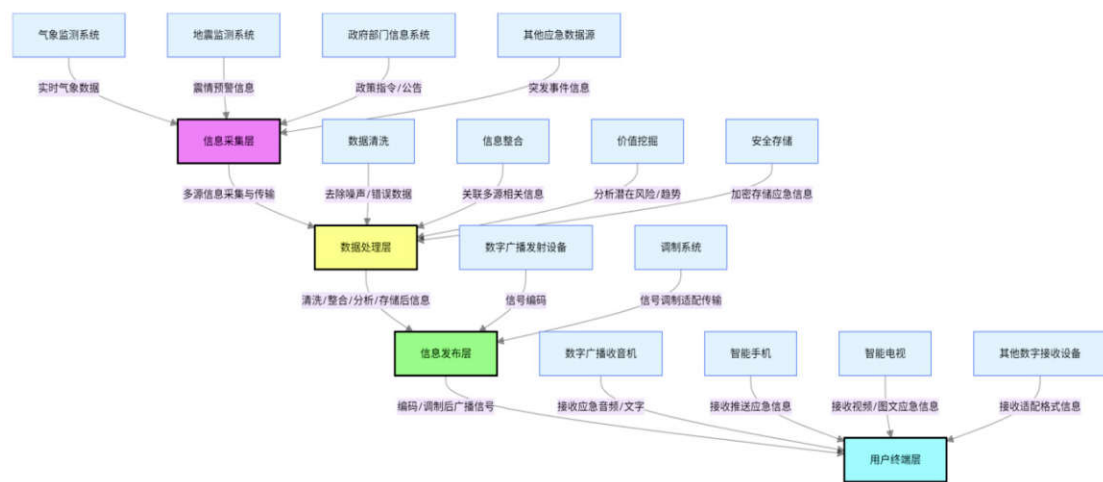 气象监测系统
地震监测系统
政府部门信息系统
其他应急数据源
实时气象数据
震情预警信息
政策指令/公告
突发事件信息
信息采集层
数据清洗
信息整合
价值挖掘
安全存储
多源信息采集与传输
去除噪声/错误数据
关联多源相关信息
分析潜在风险/趋势
加密存储应急信息
数据处理层
数字广播发射设备
调制系统
清洗/整合/分析/存储后信息
信号编码
信号调制适配传输
信息发布层
数字广播收音机
智能手机
智能电视
其他数字接收设备
编码/调制后广播信号
接收应急音频/文字
接收推送应急信息
接收视频/图文应急信息
接收适配格式信息
用户终端层